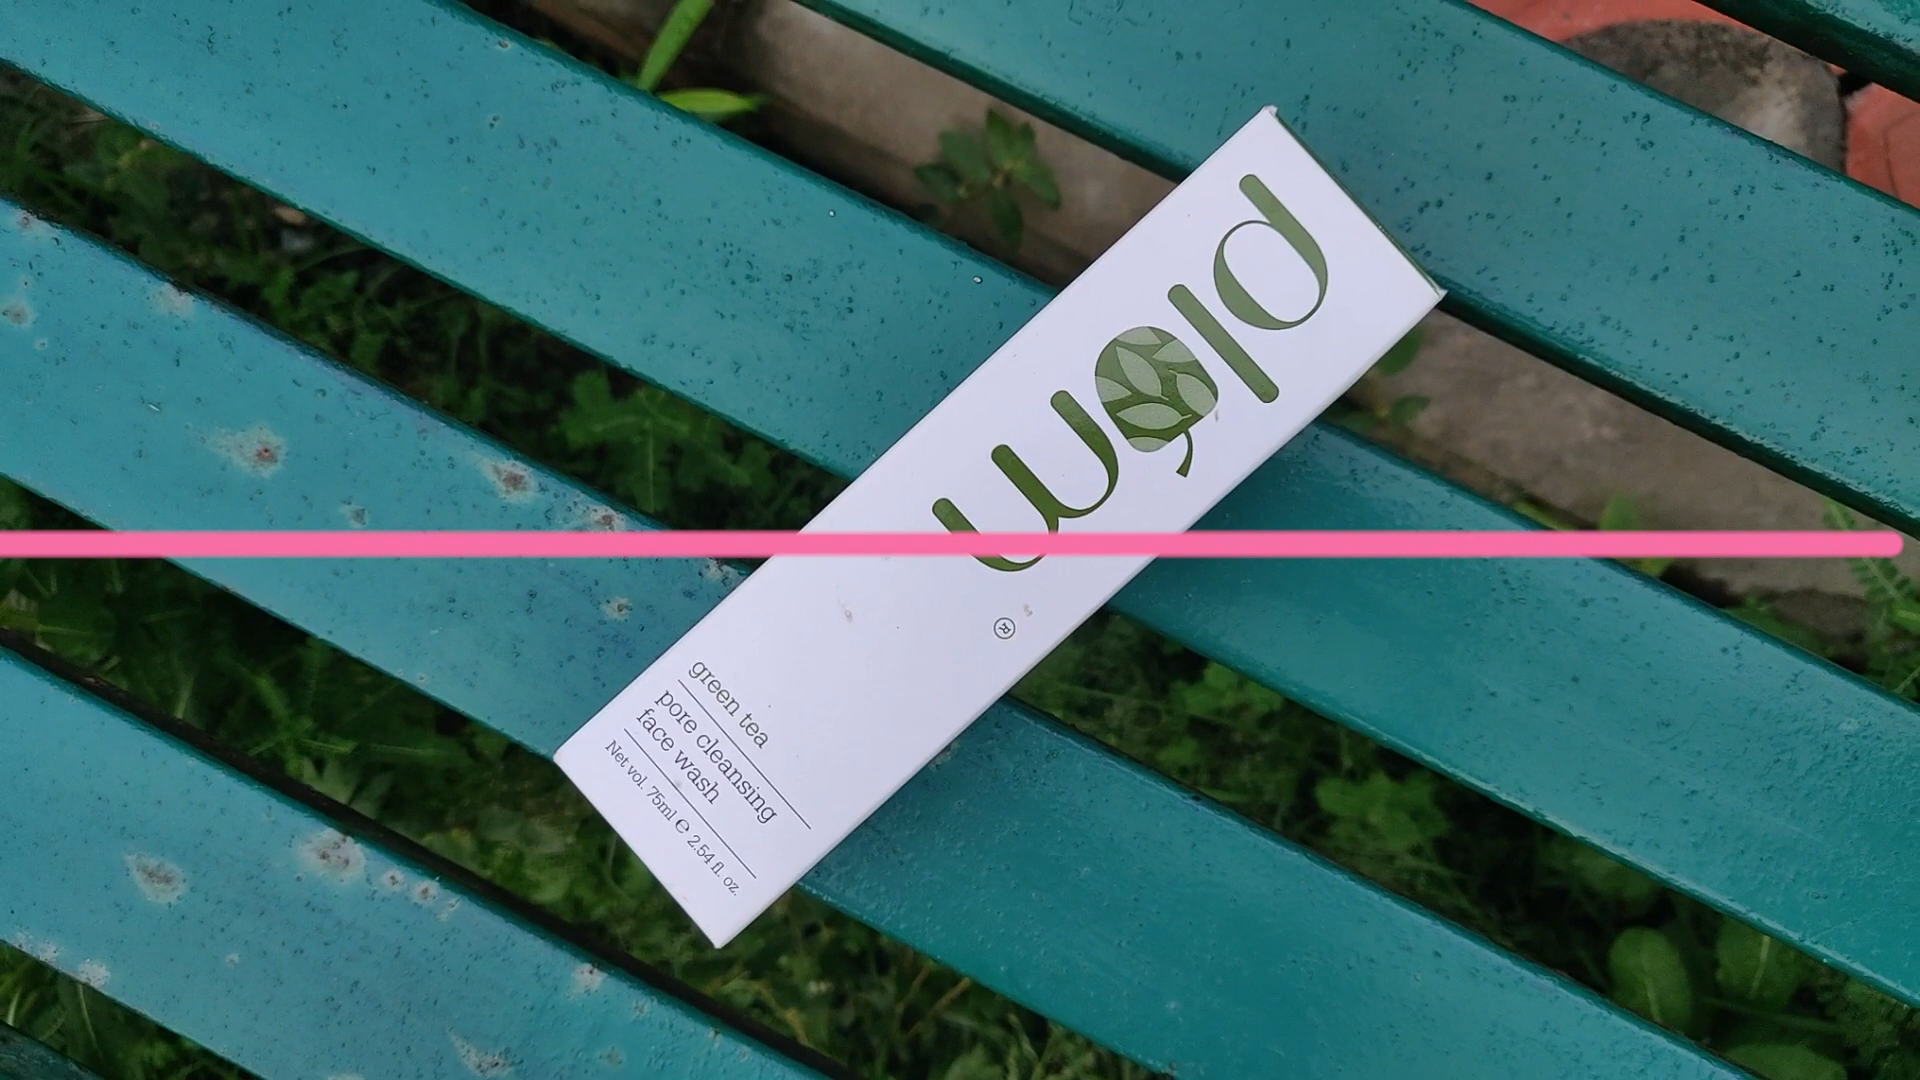 plum
®
green tea
pore cleansing
face wash
Net vol. 75ml ℮ 2.54 fl. oz.